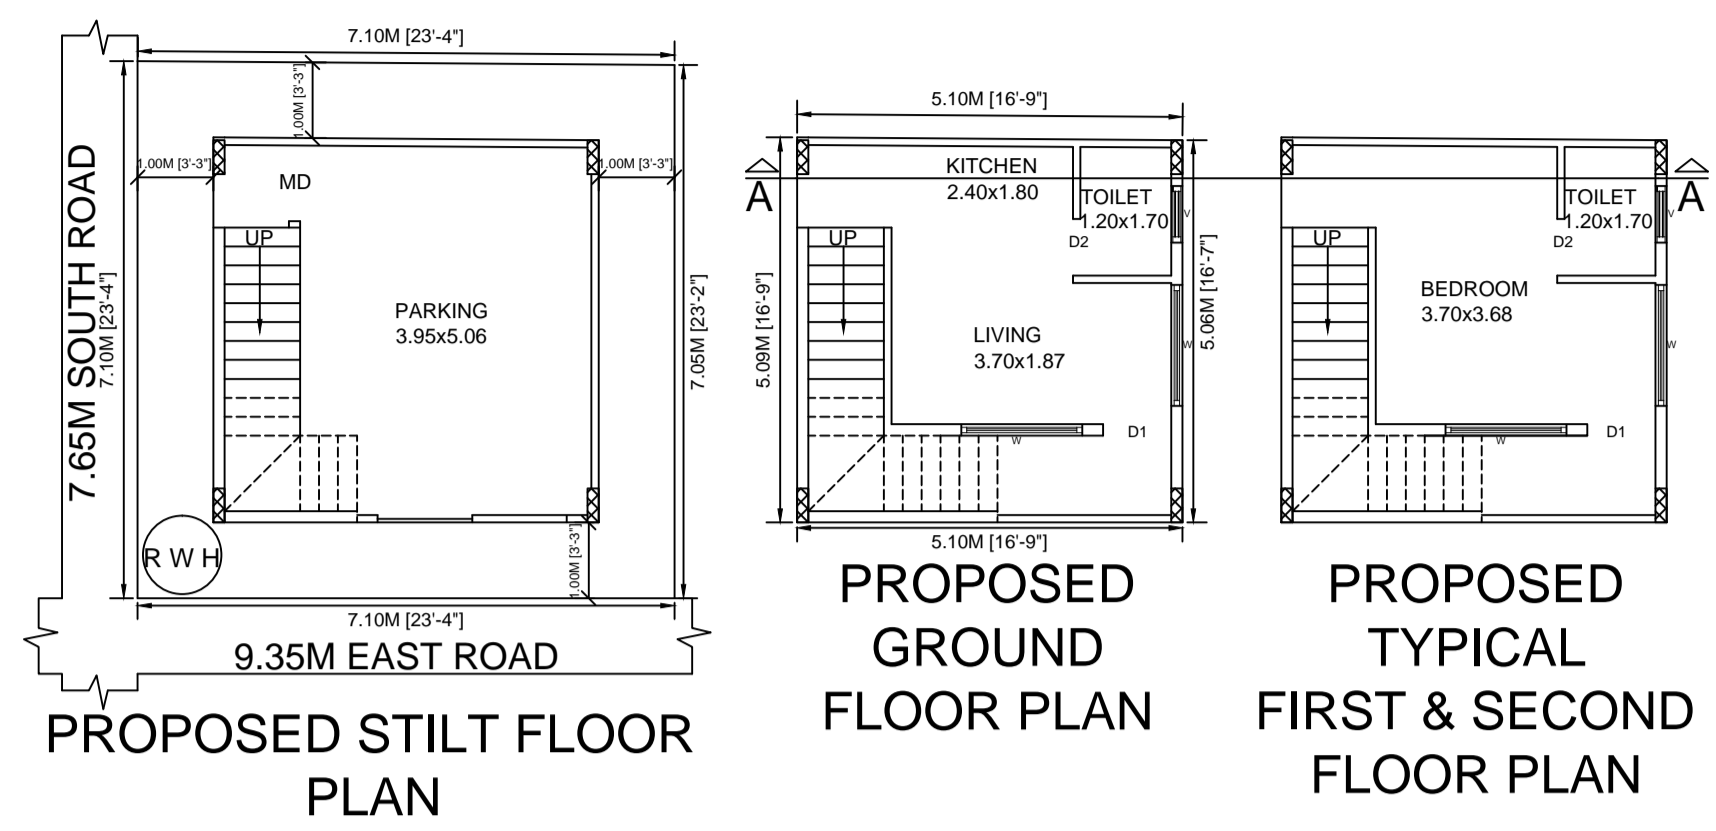 7.10M [23'-4"]
1.00M [3'-3"]
1.00M [3'-3"]
1.00M [3'-3"]
MD
UP
PARKING
3.95x5.06
7.65M SOUTH ROAD
7.10M [23'-4"]
7.05M [23'-2"]
R W H
1.00M [3'-3"]
7.10M [23'-4"]
9.35M EAST ROAD
PROPOSED STILT FLOOR
PLAN
5.10M [16'-9"]
A
KITCHEN
2.40x1.80
TOILET
1.20x1.70
V
D2
UP
5.09M [16'-9"]
5.06M [16'-7"]
LIVING
3.70x1.87
W
W
D1
5.10M [16'-9"]
PROPOSED
GROUND
FLOOR PLAN
A
TOILET
1.20x1.70
V
D2
UP
BEDROOM
3.70x3.68
W
W
D1
PROPOSED
TYPICAL
FIRST & SECOND
FLOOR PLAN